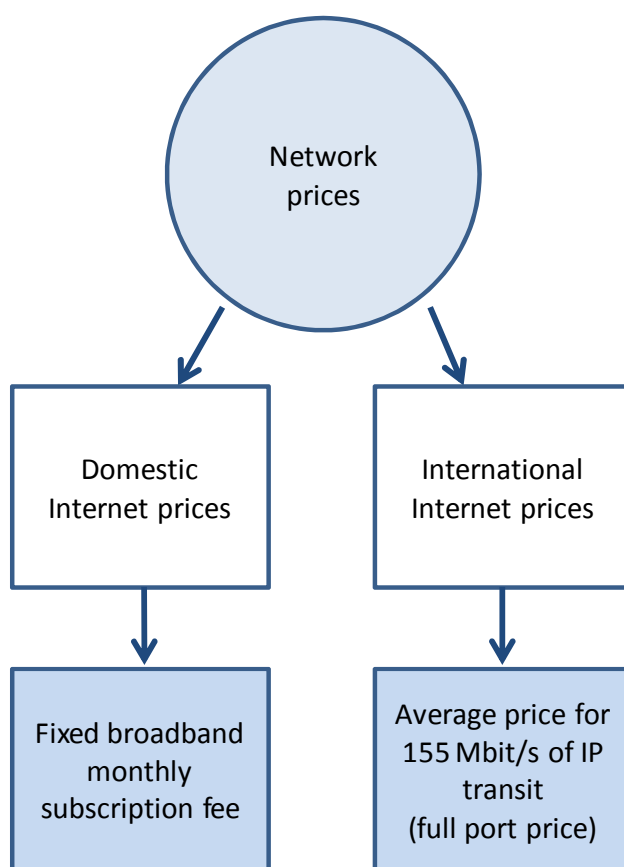 Network
prices
Domestic
Internet prices
International
Internet prices
Fixed broadband
monthly
subscription fee
Average price for
155 Mbit/s of IP
transit
(full port price)